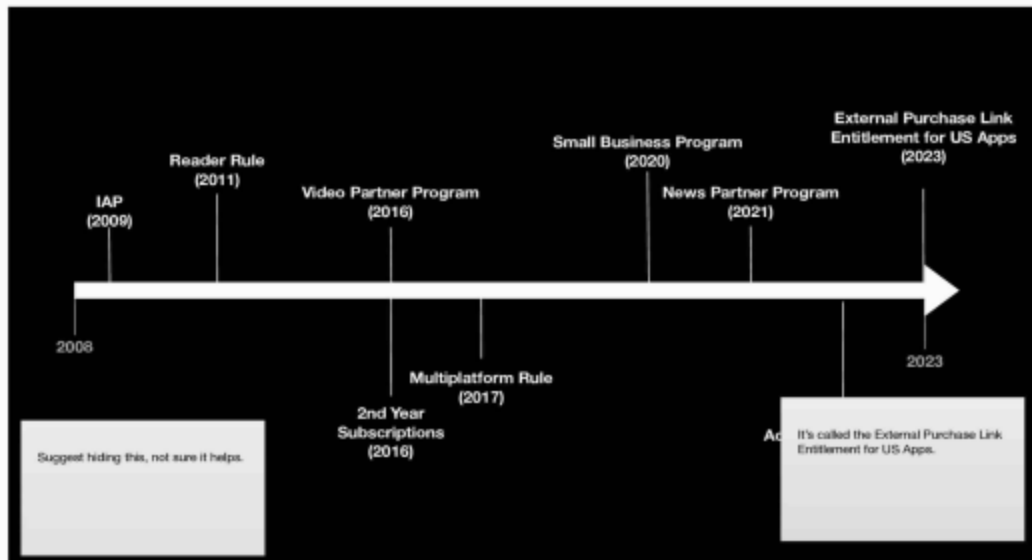 External Purchase Link
Entitlement for US Apps
(2023)
Small Business Program
(2020)
Reader Rule
(2011)
Video Partner Program
(2016)
News Partner Program
(2021)
IAP
(2009)
2008
2023
Multiplatform Rule
(2017)
2nd Year
Subscriptions
(2016)
Suggest hiding this, not sure it helps.
It's called the External Purchase Link
Entitlement for US Apps.